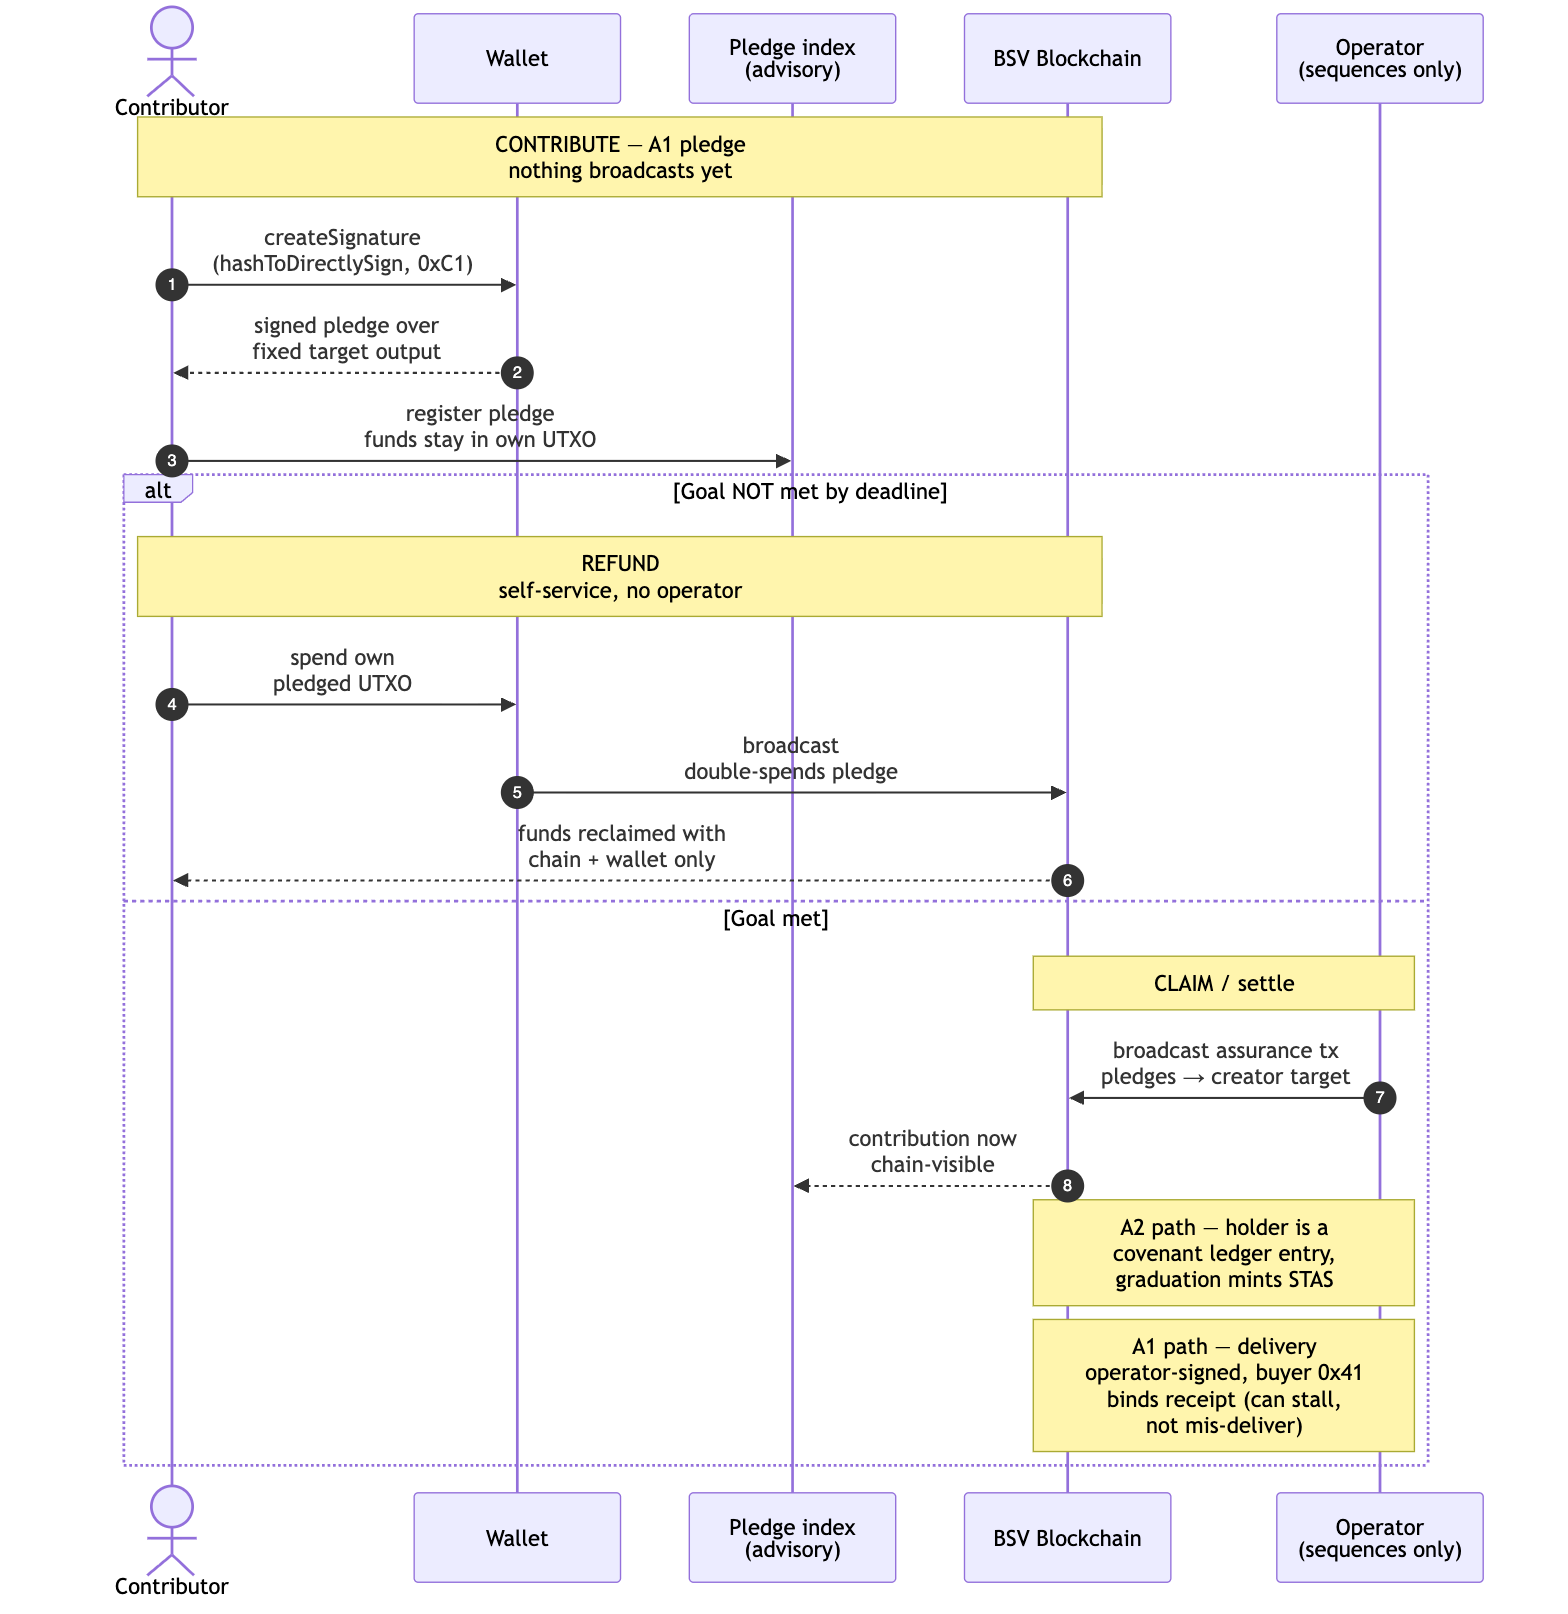 Wallet
Pledge index
(advisory)
BSV Blockchain
Operator
(sequences only)
Contributor
CONTRIBUTE — A1 pledge
nothing broadcasts yet
createSignature
(hashToDirectlySign, 0xC1)
1
signed pledge over
fixed target output
2
register pledge
funds stay in own UTXO
3
alt
[Goal NOT met by deadline]
REFUND
self-service, no operator
spend own
pledged UTXO
4
broadcast
double-spends pledge
5
funds reclaimed with
chain + wallet only
6
[Goal met]
CLAIM / settle
broadcast assurance tx
pledges → creator target
7
contribution now
chain-visible
8
A2 path — holder is a
covenant ledger entry,
graduation mints STAS
A1 path — delivery
operator-signed, buyer 0x41
binds receipt (can stall,
not mis-deliver)
Wallet
Pledge index
(advisory)
BSV Blockchain
Operator
(sequences only)
Contributor